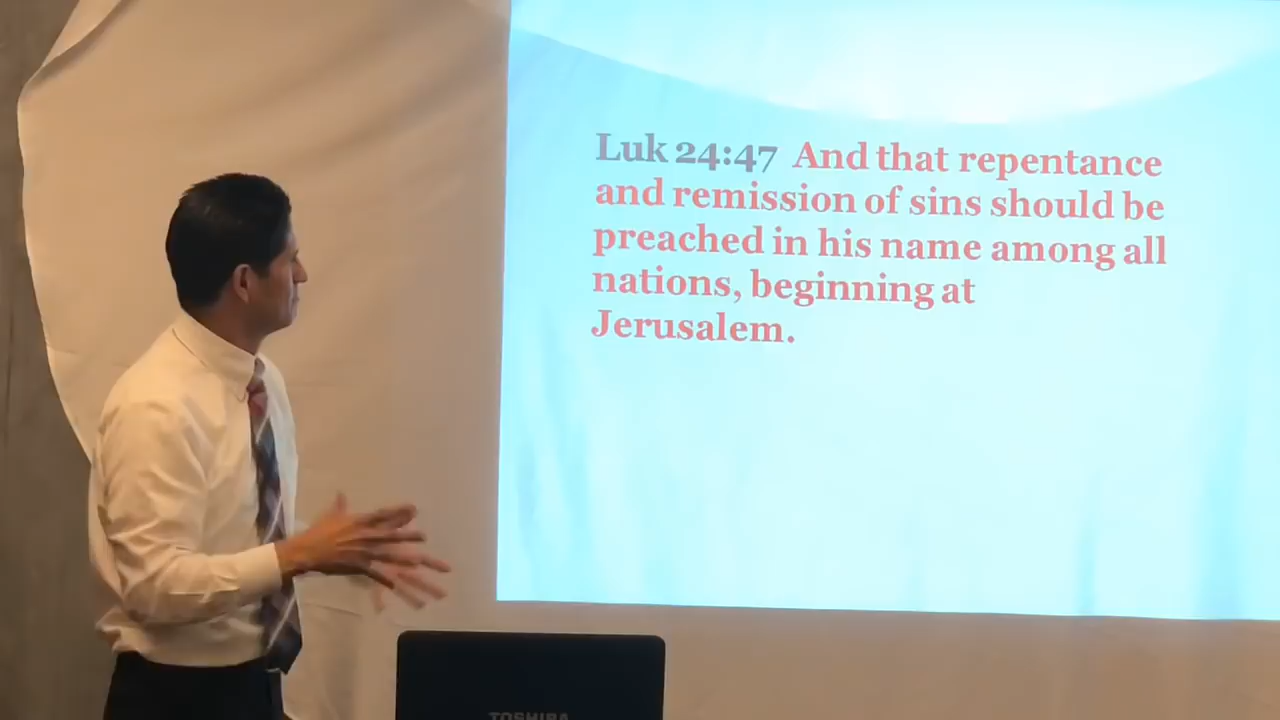 Luk 24:47 And that repentance
and remission of sins should be
preached in his name among all
nations, beginning at
Jerusalem.
TOSHIBA